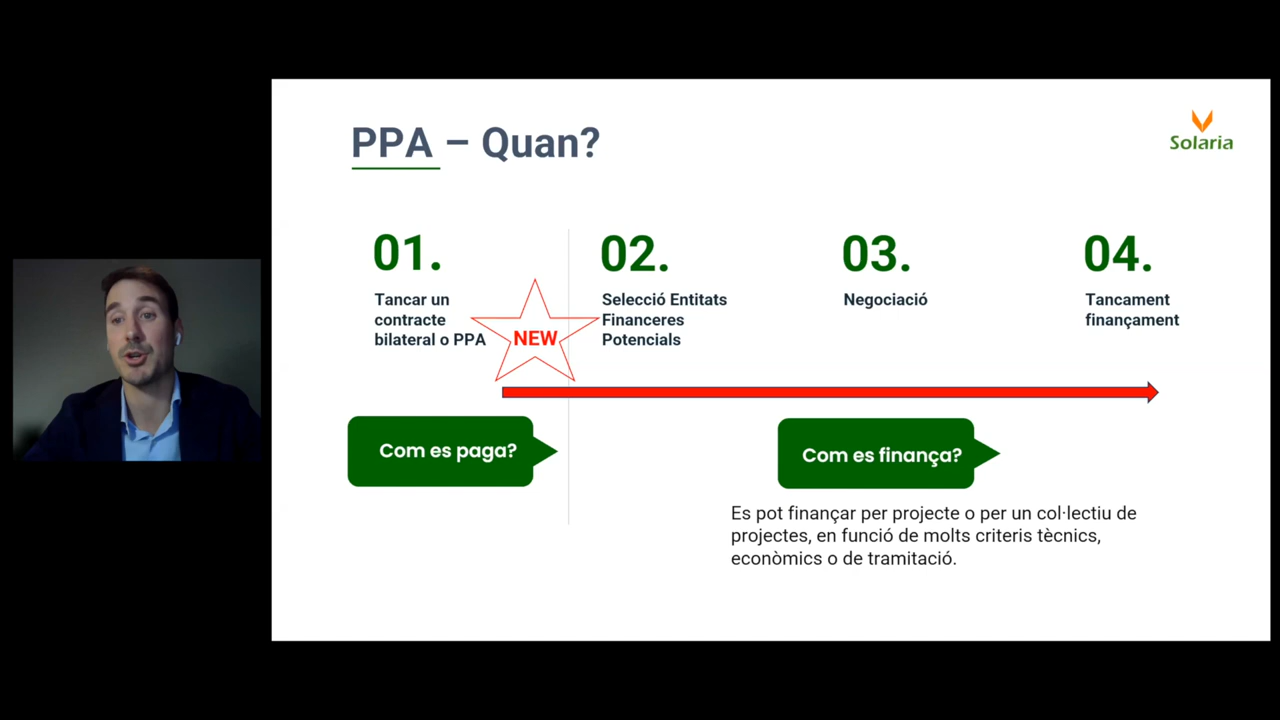 PPA – Quan?
Solaria
01.
Tancar un
contracte
bilateral o PPA
NEW
02.
Selecció Entitats
Financeres
Potencials
03.
Negociació
04.
Tancament
finançament
Com es paga?
Com es finança?
Es pot finançar per projecte o per un col·lectiu de
projectes, en funció de molts criteris tècnics,
econòmics o de tramitació.